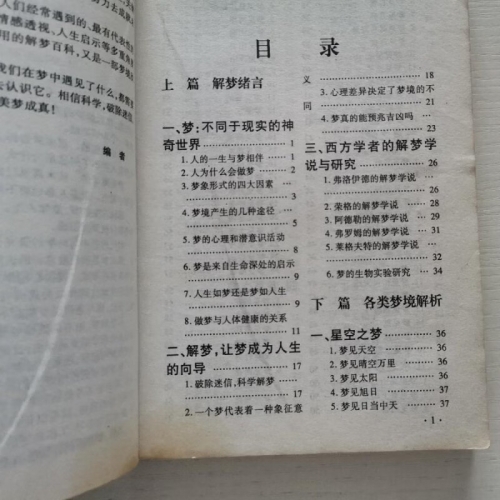 人们经常遇到的、最有代表性
情感透视、人生启示等多重角
用的解梦百科,又是一部梦境
我们在梦中遇见了什么,都有
去认识它。相信科学,破除迷信
美梦成真!
编 者
目 录
上 篇 解梦绪言
一、梦:不同于现实的神
奇世界 ………………… 1
1.人的一生与梦相伴 … 1
2.人为什么会做梦 …… 2
3.梦象形式的四大因素 …
………………………… 3
4.梦境产生的几种途径 …
………………………… 5
5.梦的心理和潜意识活动
………………………… 8
6.梦是来自生命深处的启示
………………………… 9
7.人生如梦还是梦如人生
………………………… 9
8.做梦与人体健康的关系
………………………… 11
二、解梦,让梦成为人生
的向导 ………………… 17
1.破除迷信,科学解梦 …
………………………… 17
2.一个梦代表着一种象征意
义 ……………………… 18
3.心理差异决定了梦境的不
同 ……………………… 21
4.梦真的能预兆吉凶吗 …
………………………… 23
三、西方学者的解梦学
说与研究 ……………… 26
1.弗洛伊德的解梦学说 …
………………………… 26
2.荣格的解梦学说 …… 29
3.阿德勒的解梦学说 … 31
4.弗罗姆的解梦学说 … 32
5.莱格夫特的解梦学说 …
………………………… 33
6.梦的生物实验研究 … 34
下 篇 各类梦境解析
一、星空之梦 ………… 36
1.梦见天空 …………… 36
2.梦见晴空万里 ……… 36
3.梦见太阳 …………… 36
4.梦见旭日 …………… 37
5.梦见日当中天 ……… 37
· 1 ·